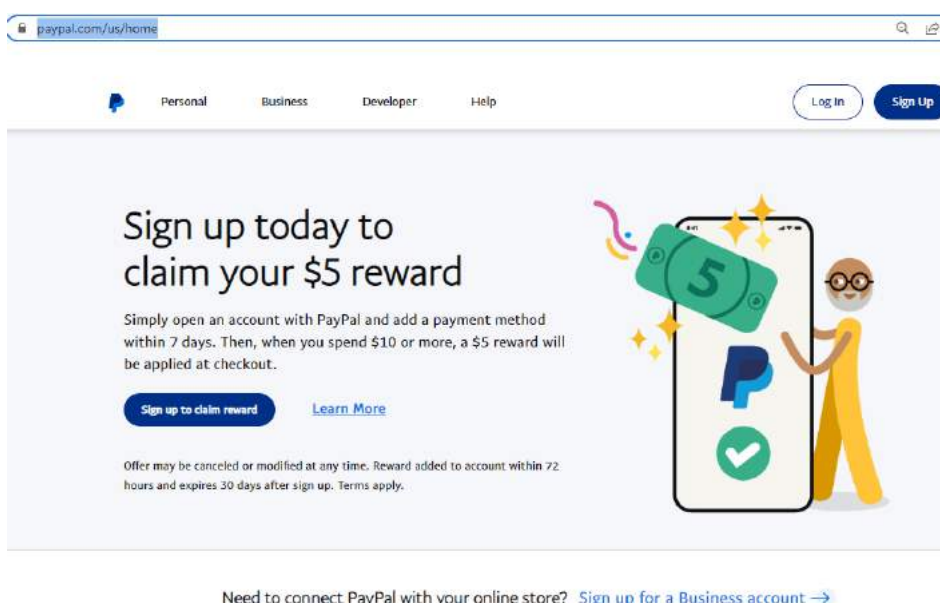 paypal.com/us/home
Personal Business Developer Help Log In Sign Up
Sign up today to
claim your $5 reward
Simply open an account with PayPal and add a payment method
within 7 days. Then, when you spend $10 or more, a $5 reward will
be applied at checkout.
Sign up to claim reward Learn More
Offer may be canceled or modified at any time. Reward added to account within 72
hours and expires 30 days after sign up. Terms apply.
9:41
5
Need to connect PayPal with your online store? Sign up for a Business account →